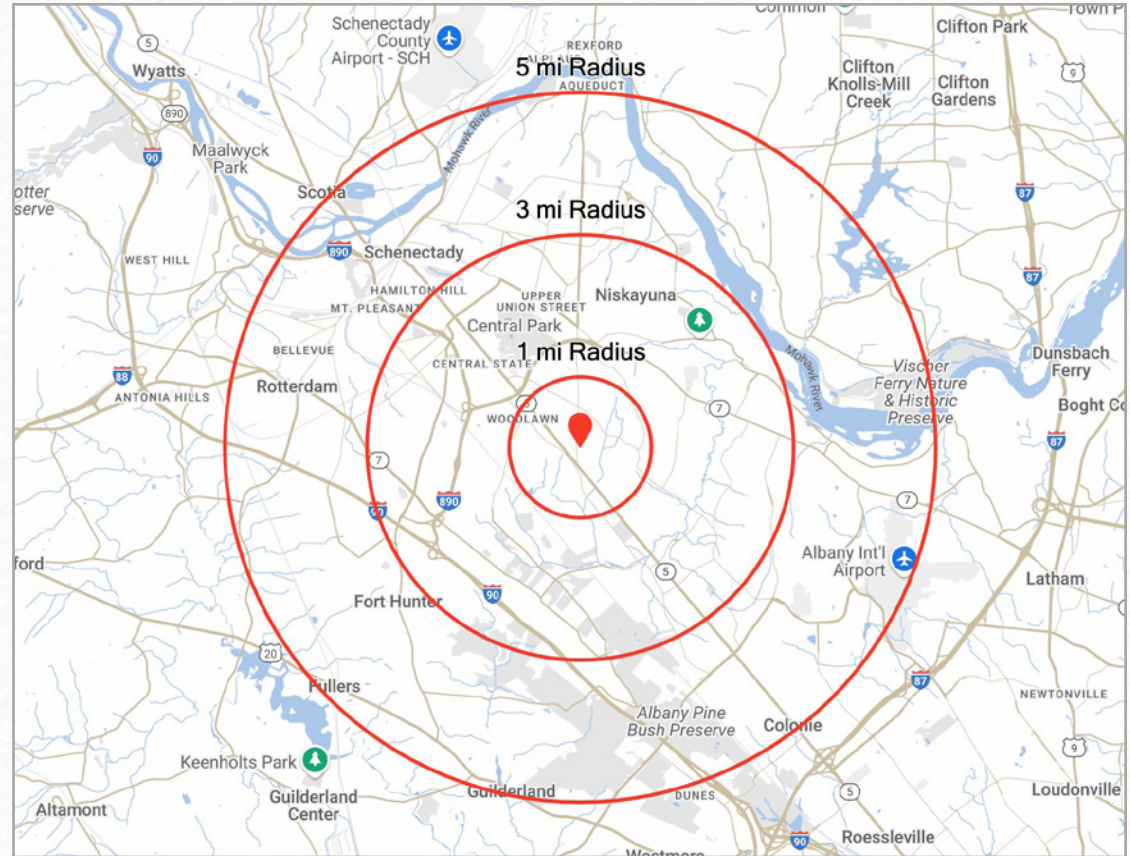 Common
Town P
Clifton Park
Schenectady
County
Airport - SCH
REXFORD
5 mi Radius
AQUEDUCT
5
Wyatts
9
Clifton
Knolls-Mill
Creek
Clifton
Gardens
890
90
Maalwyck
Park
Mohawk River
otter
serve
Scotia
87
3 mi Radius
890
Schenectady
WEST HILL
87
HAMILTON HILL
MT. PLEASANT
UPPER
UNION STREET
Niskayuna
Central Park
1 mi Radius
BELLEVUE
CENTRAL STATE
Mohawk River
Vischer
Ferry Nature
& Historic
Preserve
Dunsbach
Ferry
88
Rotterdam
ANTONIA HILLS
WOODLAWN
7
Boght Co
87
7
890
90
7
Albany Int'l
Airport
ford
5
Latham
90
Fort Hunter
20
Fullers
87
NEWTONVILLE
Albany Pine
Bush Preserve
Colonie
9
Keenholts Park
Guilderland
Center
Guilderland
DUNES
5
Loudonville
Altamont
90
Roessleville
Westmere